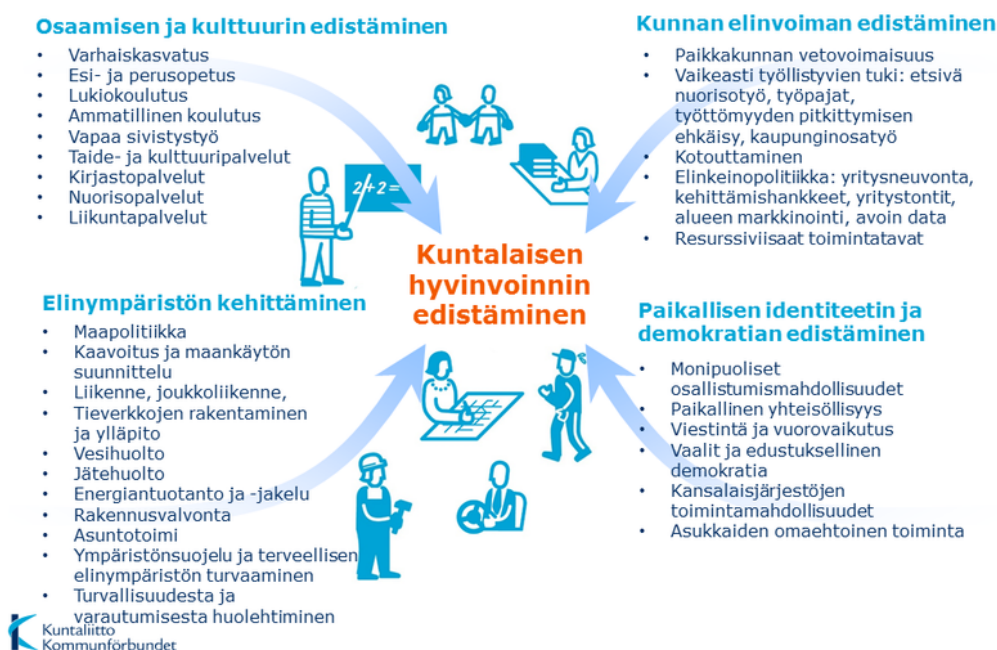 Osaamisen ja kulttuurin edistäminen
• Varhaiskasvatus
• Esi- ja perusopetus
• Lukiokoulutus
• Ammatillinen koulutus
• Vapaa sivistystyö
• Taide- ja kulttuuripalvelut
• Kirjastopalvelut
• Nuorisopalvelut
• Liikuntapalvelut
2+2=
Kunnan elinvoiman edistäminen
• Paikkakunnan vetovoimaisuus
• Vaikeasti työllistyvien tuki: etsivä
nuorisotyö, työpajat,
työttömyyden pitkittymisen
ehkäisy, kaupunginosatyö
• Kotouttaminen
• Elinkeinopolitiikka: yritysneuvonta,
kehittämishankkeet, yritystontit,
alueen markkinointi, avoin data
• Resurssiviisaat toimintatavat
Kuntalaisen
hyvinvoinnin
edistäminen
Elinympäristön kehittäminen
• Maapolitiikka
• Kaavoitus ja maankäytön
suunnittelu
• Liikenne, joukkoliikenne,
• Tieverkkojen rakentaminen
ja ylläpito
• Vesihuolto
• Jätehuolto
• Energiantuotanto ja -jakelu
• Rakennusvalvonta
• Asuntotoimi
• Ympäristönsuojelu ja terveellisen
elinympäristön turvaaminen
• Turvallisuudesta ja
varautumisesta huolehtiminen
Paikallisen identiteetin ja
demokratian edistäminen
• Monipuoliset
osallistumismahdollisuudet
• Paikallinen yhteisöllisyys
• Viestintä ja vuorovaikutus
• Vaalit ja edustuksellinen
demokratia
• Kansalaisjärjestöjen
toimintamahdollisuudet
• Asukkaiden omaehtoinen toiminta
Kuntaliitto
Kommunförbundet